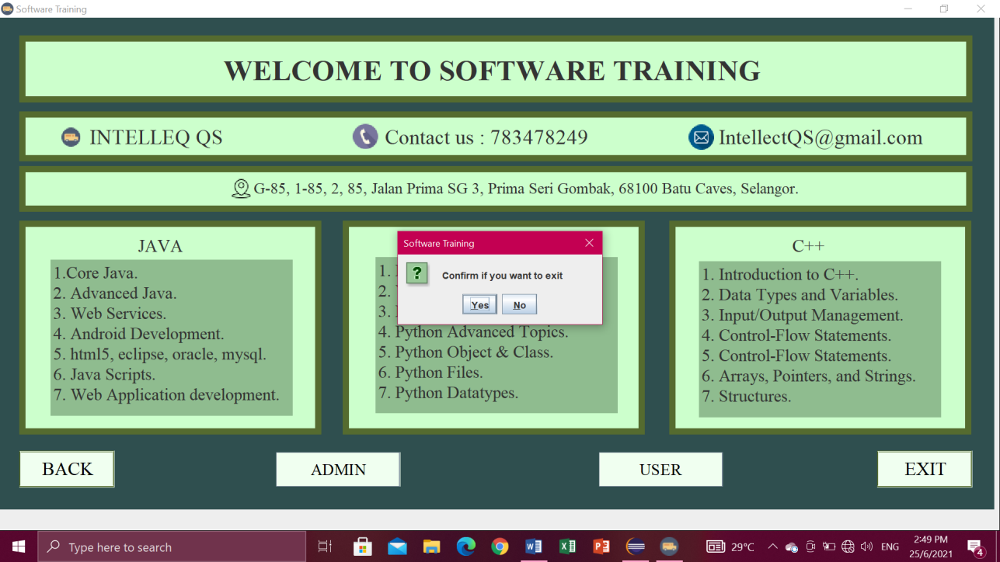 Software Training
WELCOME TO SOFTWARE TRAINING
INTELLEQ QS
Contact us : 783478249
IntellectQS@gmail.com
G-85, 1-85, 2, 85, Jalan Prima SG 3, Prima Seri Gombak, 68100 Batu Caves, Selangor.
JAVA
1.Core Java.
2. Advanced Java.
3. Web Services.
4. Android Development.
5. html5, eclipse, oracle, mysql.
6. Java Scripts.
7. Web Application development.
Software Training
?
Confirm if you want to exit
Yes
No
1.
2.
3.
4. Python Advanced Topics.
5. Python Object & Class.
6. Python Files.
7. Python Datatypes.
C++
1. Introduction to C++.
2. Data Types and Variables.
3. Input/Output Management.
4. Control-Flow Statements.
5. Control-Flow Statements.
6. Arrays, Pointers, and Strings.
7. Structures.
BACK
ADMIN
USER
EXIT
Type here to search
29°C
ENG
2:49 PM
25/6/2021
4